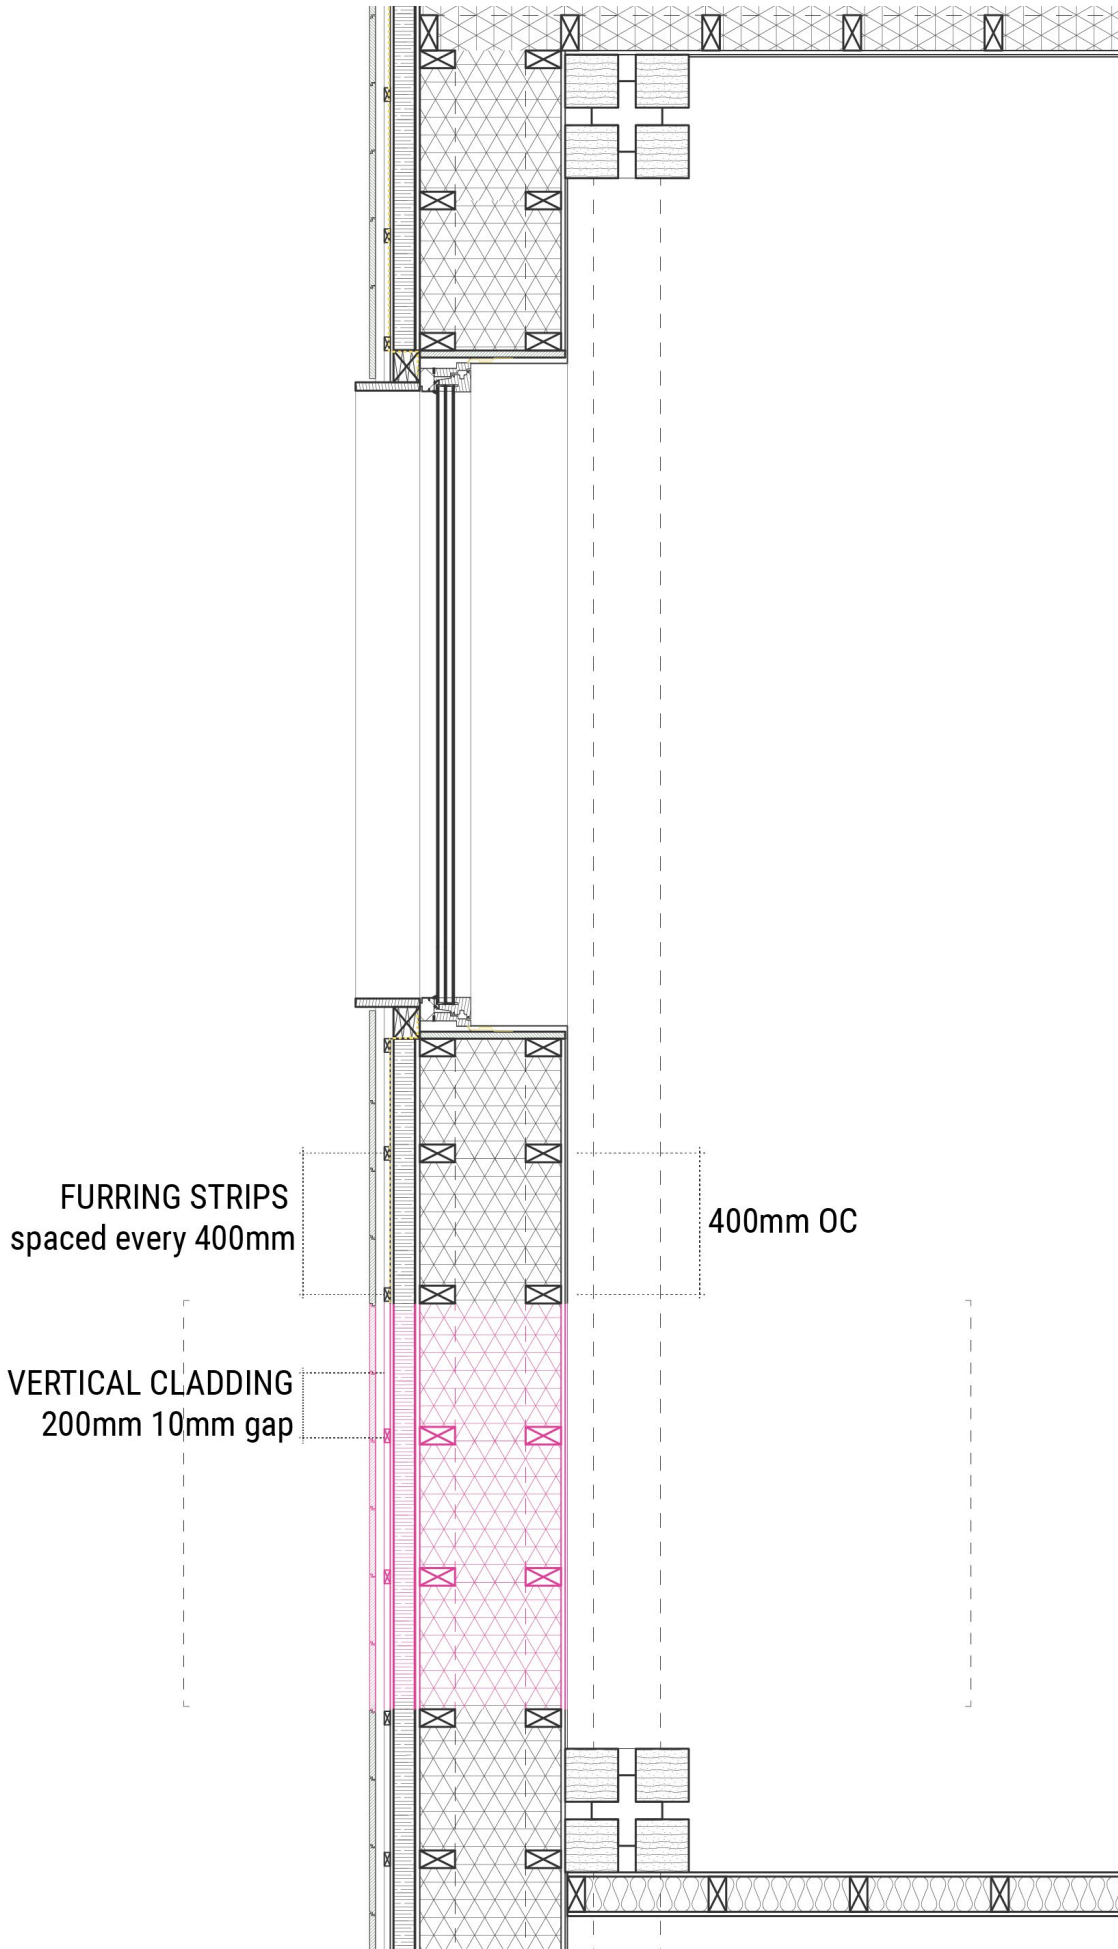 FURRING STRIPS
spaced every 400mm
400mm OC
VERTICAL CLADDING
200mm 10mm gap